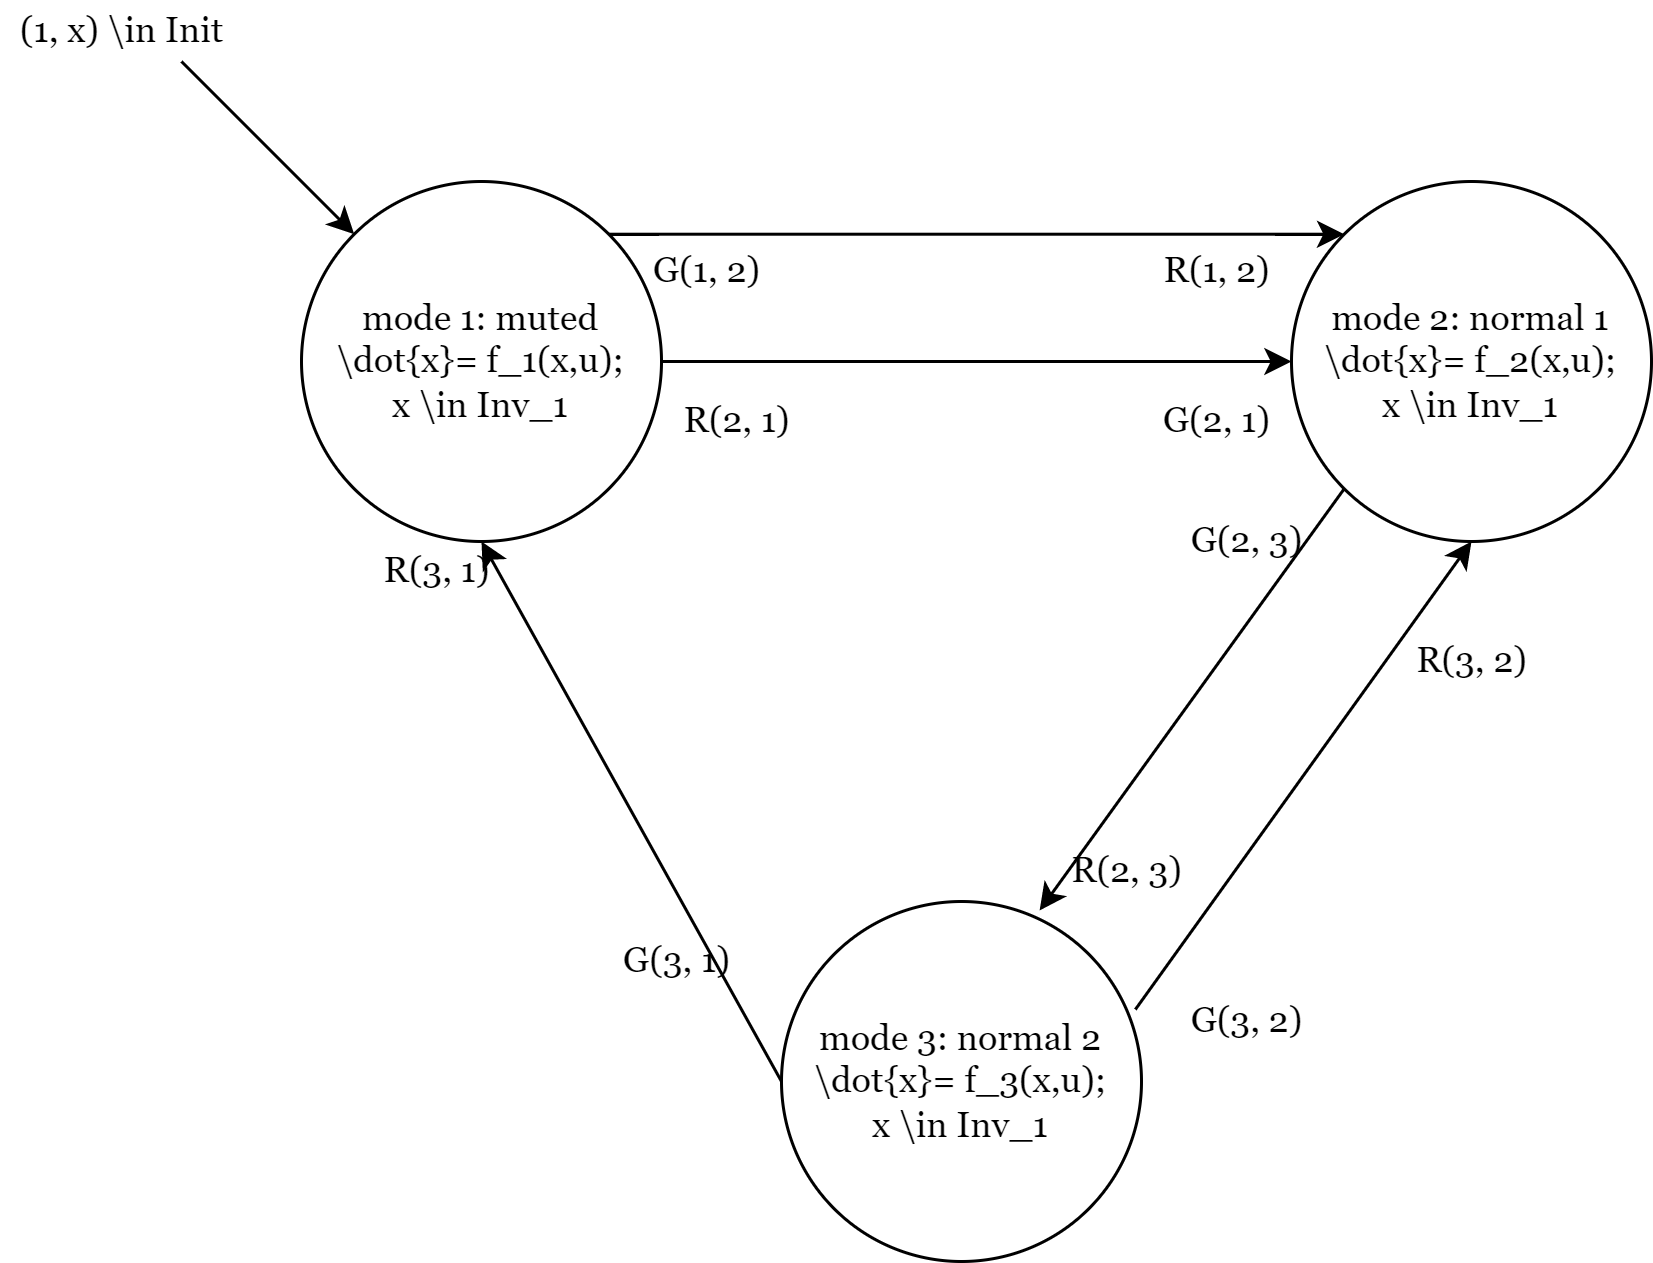 (1, x) \in Init
G(1, 2)
R(1, 2)
mode 1: muted
\dot{x}= f_1(x,u);
x \in Inv_1
mode 2: normal 1
\dot{x}= f_2(x,u);
x \in Inv_1
R(2, 1)
G(2, 1)
G(2, 3)
R(3, 1)
R(3, 2)
R(2, 3)
G(3, 1)
G(3, 2)
mode 3: normal 2
\dot{x}= f_3(x,u);
x \in Inv_1